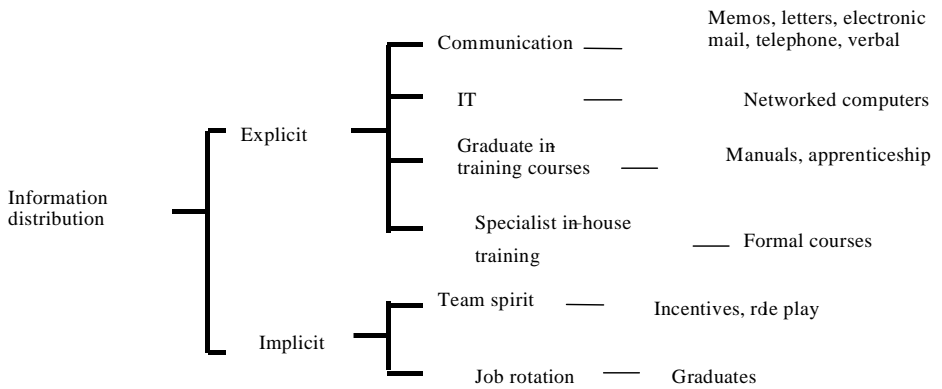 Memos, letters, electronic
mail, telephone, verbal
Communication
IT
Networked computers
Explicit
Graduate in-
training courses
Manuals, apprenticeship
Information
distribution
Specialist in-house
training
Formal courses
Team spirit
Incentives, role play
Implicit
Job rotation
Graduates